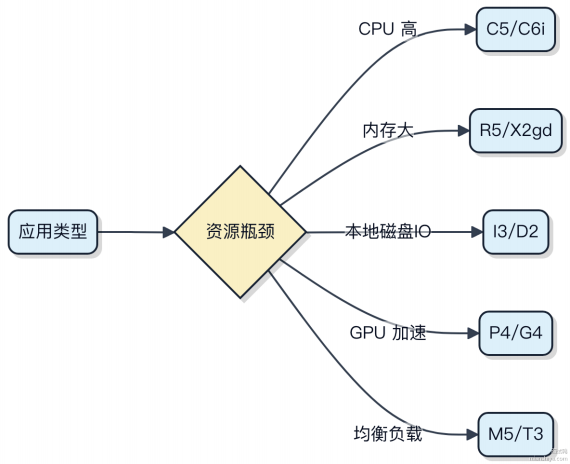 CPU 高
C5/C6i
内存大
R5/X2gd
应用类型
资源瓶颈
本地磁盘IO
I3/D2
GPU 加速
P4/G4
均衡负载
M5/T3